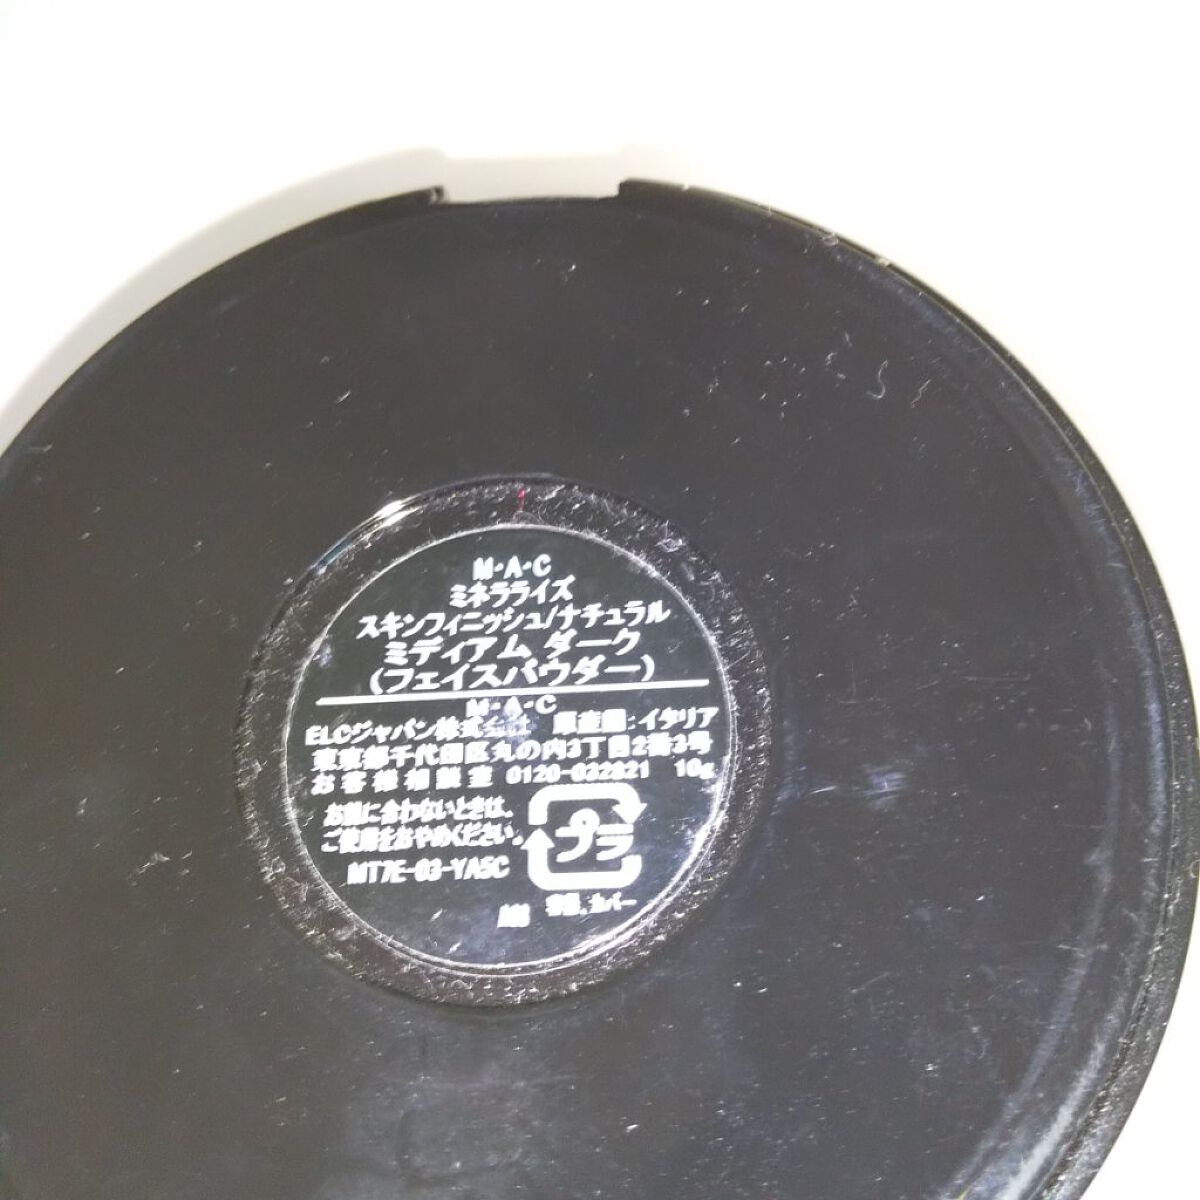 M·A·C
ミネラライズ
スキンフィニッシュ/ナチュラル
ミディアム ダーク
(フェイスパウダー)
M·A·C
ELCジャパン株式会社 原産国:イタリア
東京都千代田区丸の内3丁目2番3号
お客様相談室 0120-032821 10g
お肌に合わないときは、
ご使用をおやめください。
プラ
MT7E-03-YA5C
容器、カバー